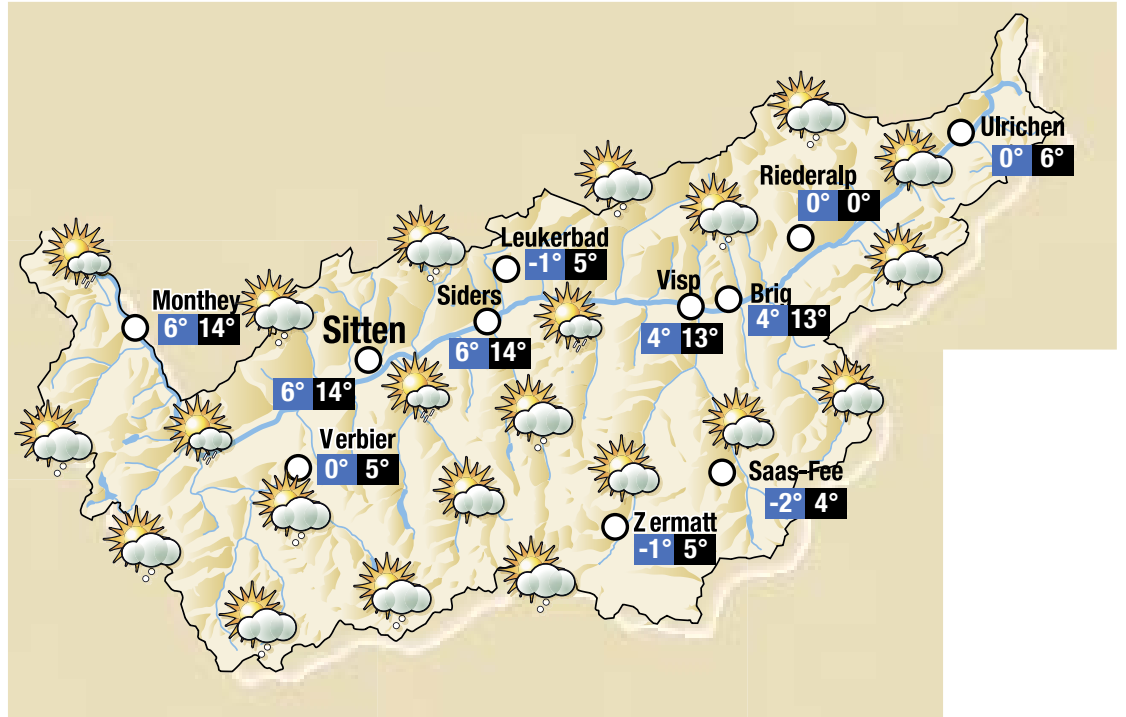 Ulrichen
0° 6°
Riederalp
0° 0°
Leukerbad
-1° 5°
Visp
4° 13°
Brig
4° 13°
Siders
6° 14°
Monthey
6° 14°
Sitten
6° 14°
Verbier
0° 5°
Saas-Fee
-2° 4°
Zermatt
-1° 5°